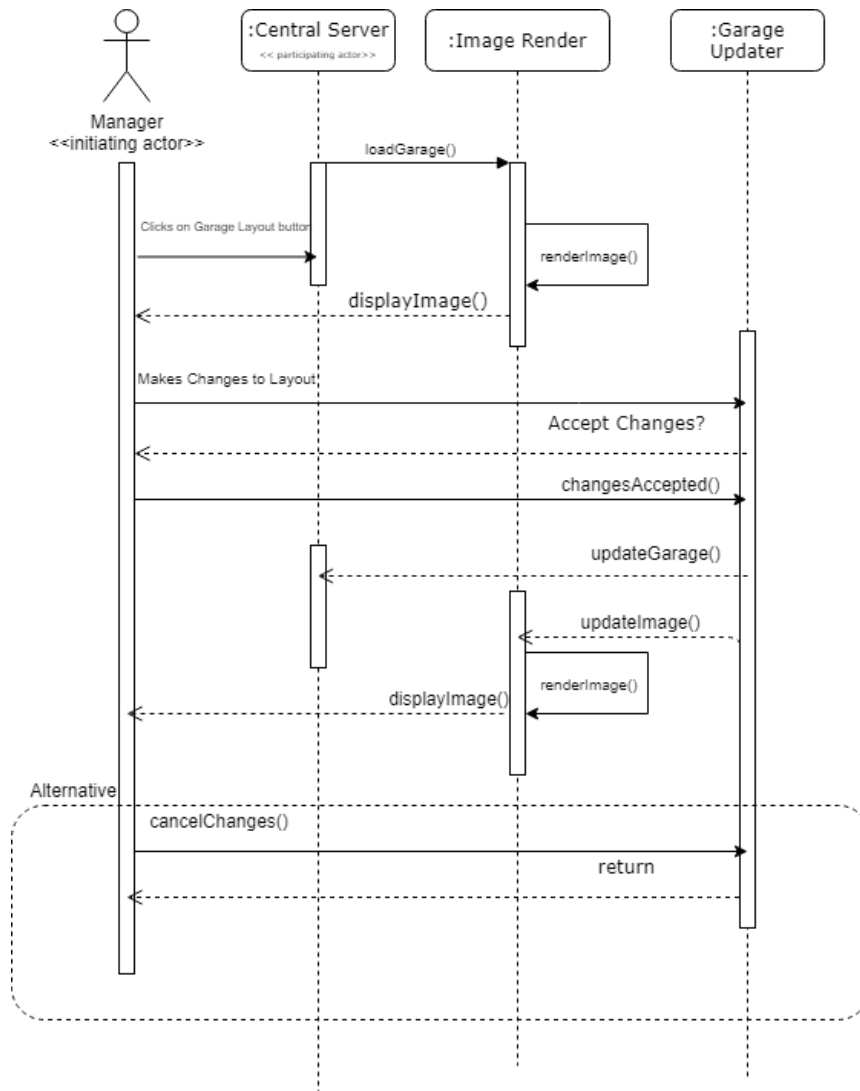 :Central Server
<< participating actor>>
:Image Render
:Garage
Updater
Manager
<<initiating actor>>
loadGarage()
Clicks on Garage Layout button
renderImage()
displayImage()
Makes Changes to Layout
Accept Changes?
changesAccepted()
updateGarage()
updateImage()
renderImage()
displayImage()
Alternative
cancelChanges()
return